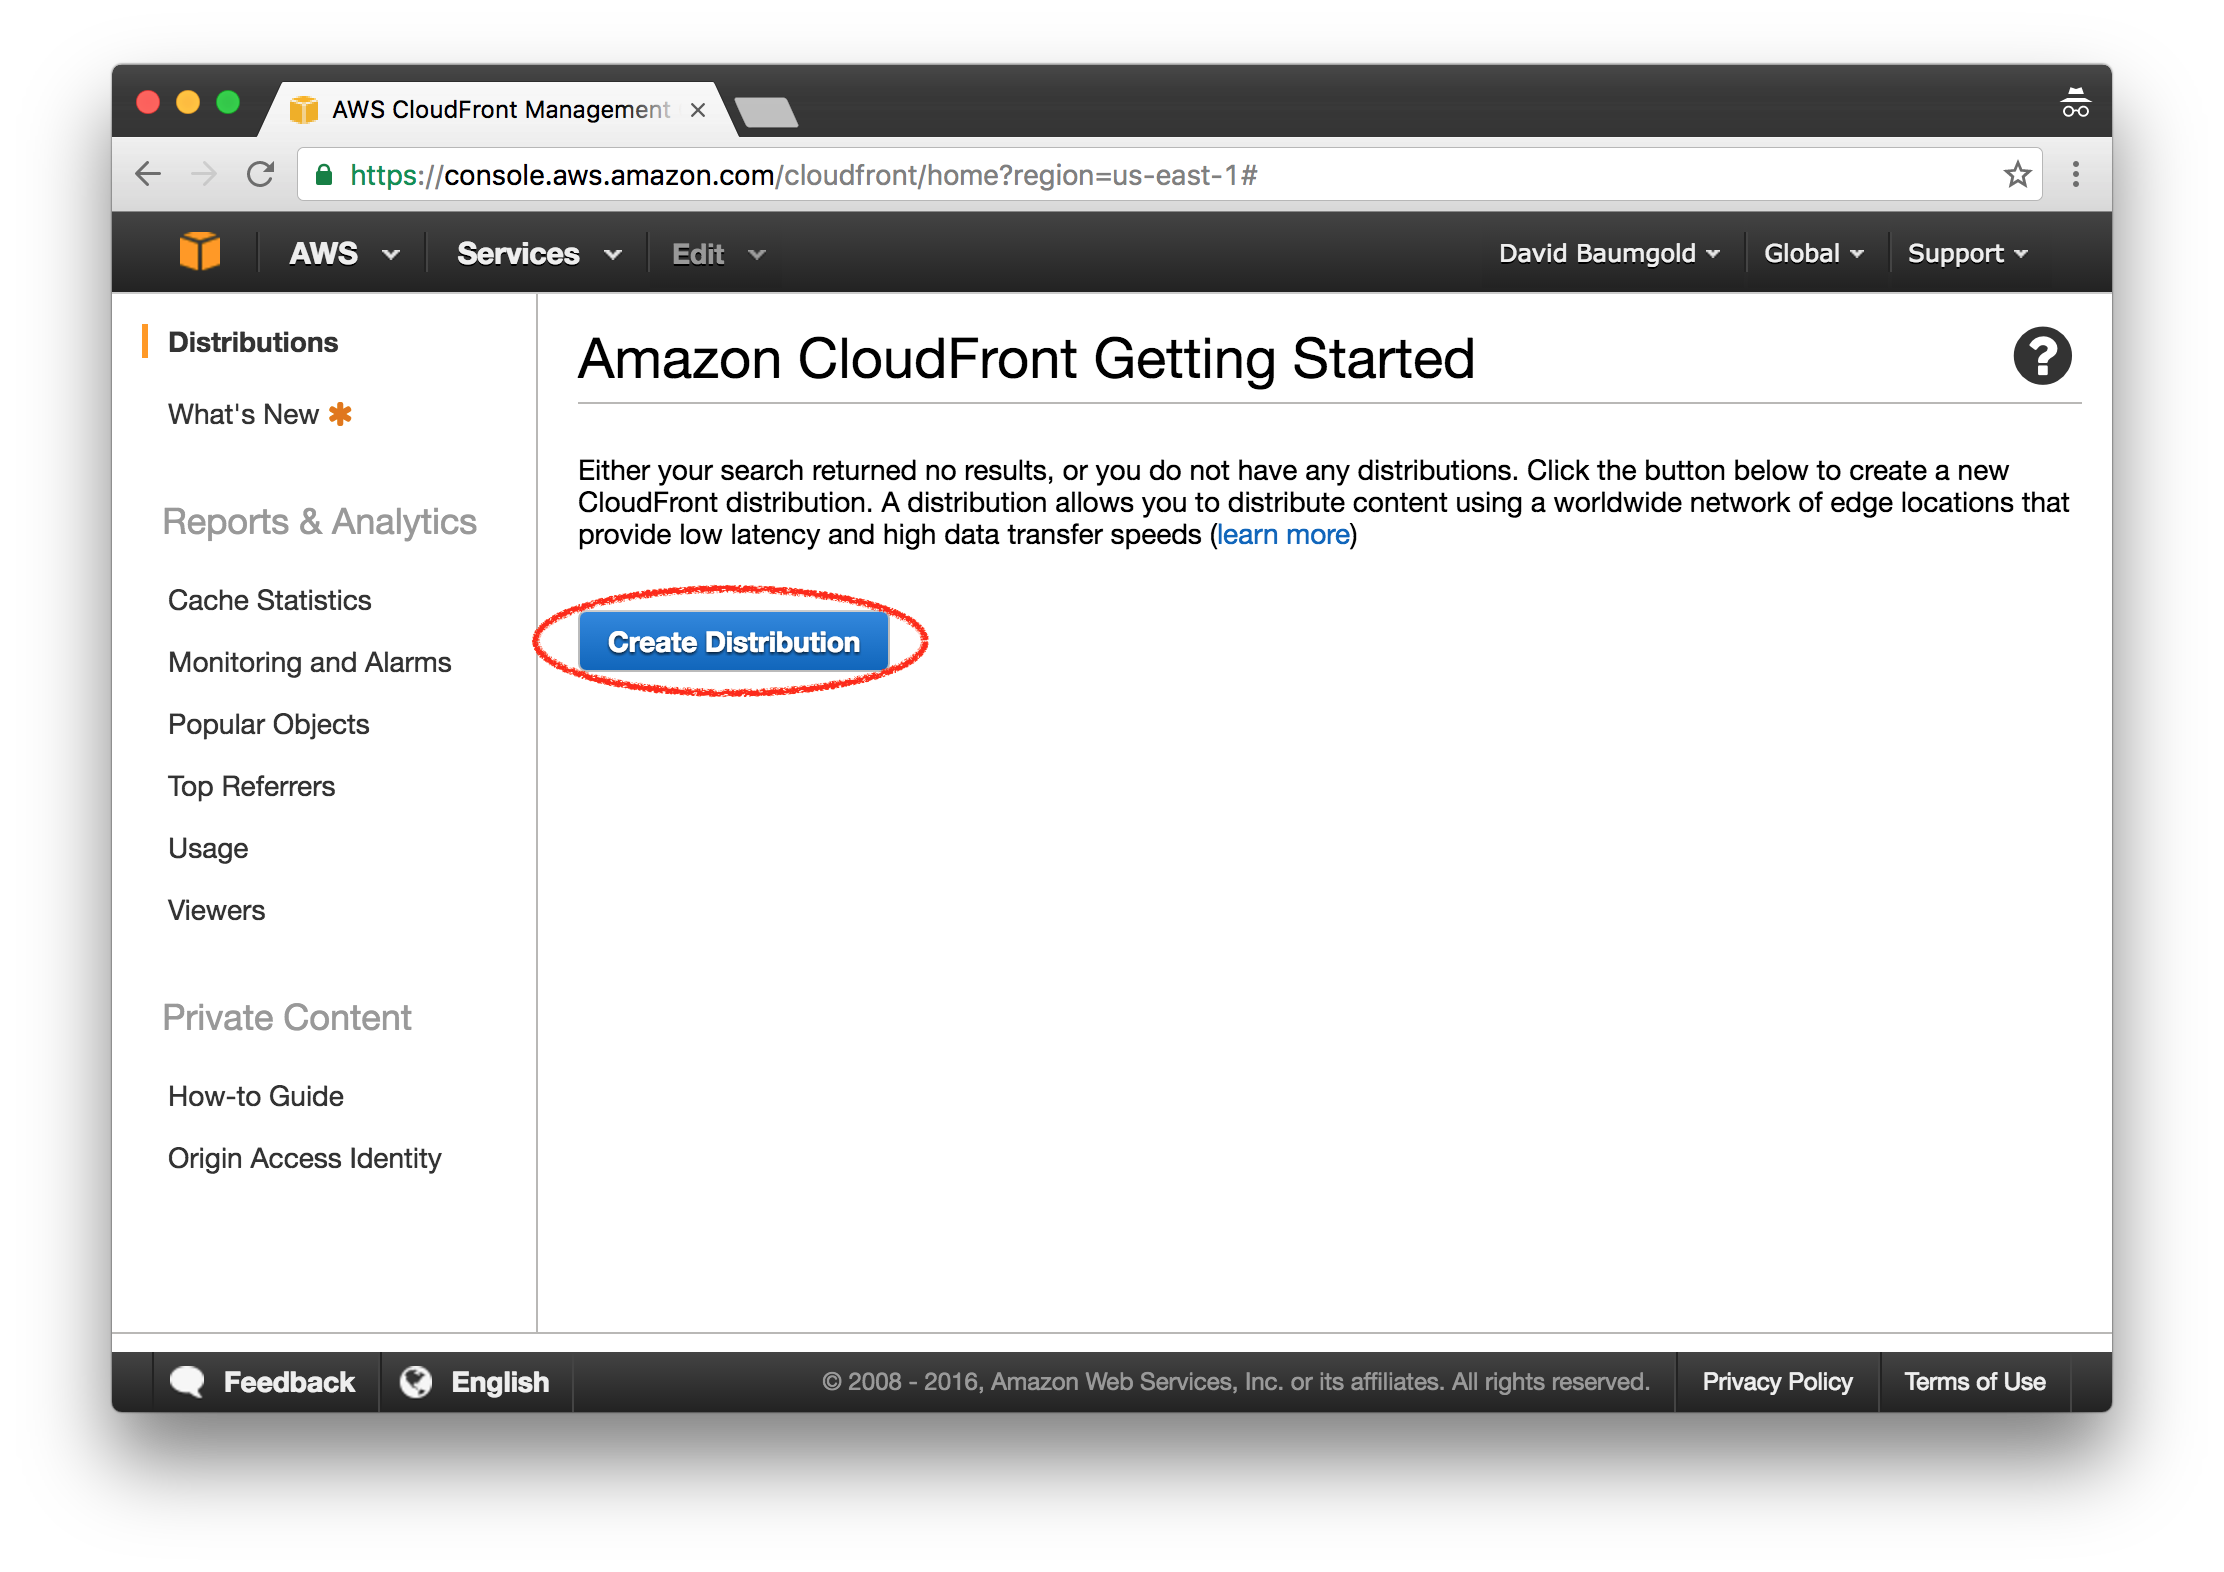 AWS CloudFront Management
https://console.aws.amazon.com/cloudfront/home?region=us-east-1#
AWS Services Edit David Baumgold Global Support
Distributions
What's New
Reports & Analytics
Cache Statistics
Monitoring and Alarms
Popular Objects
Top Referrers
Usage
Viewers
Private Content
How-to Guide
Origin Access Identity
Amazon CloudFront Getting Started
Either your search returned no results, or you do not have any distributions. Click the button below to create a new
CloudFront distribution. A distribution allows you to distribute content using a worldwide network of edge locations that
provide low latency and high data transfer speeds (learn more)
Create Distribution
Feedback English © 2008 - 2016, Amazon Web Services, Inc. or its affiliates. All rights reserved. Privacy Policy Terms of Use